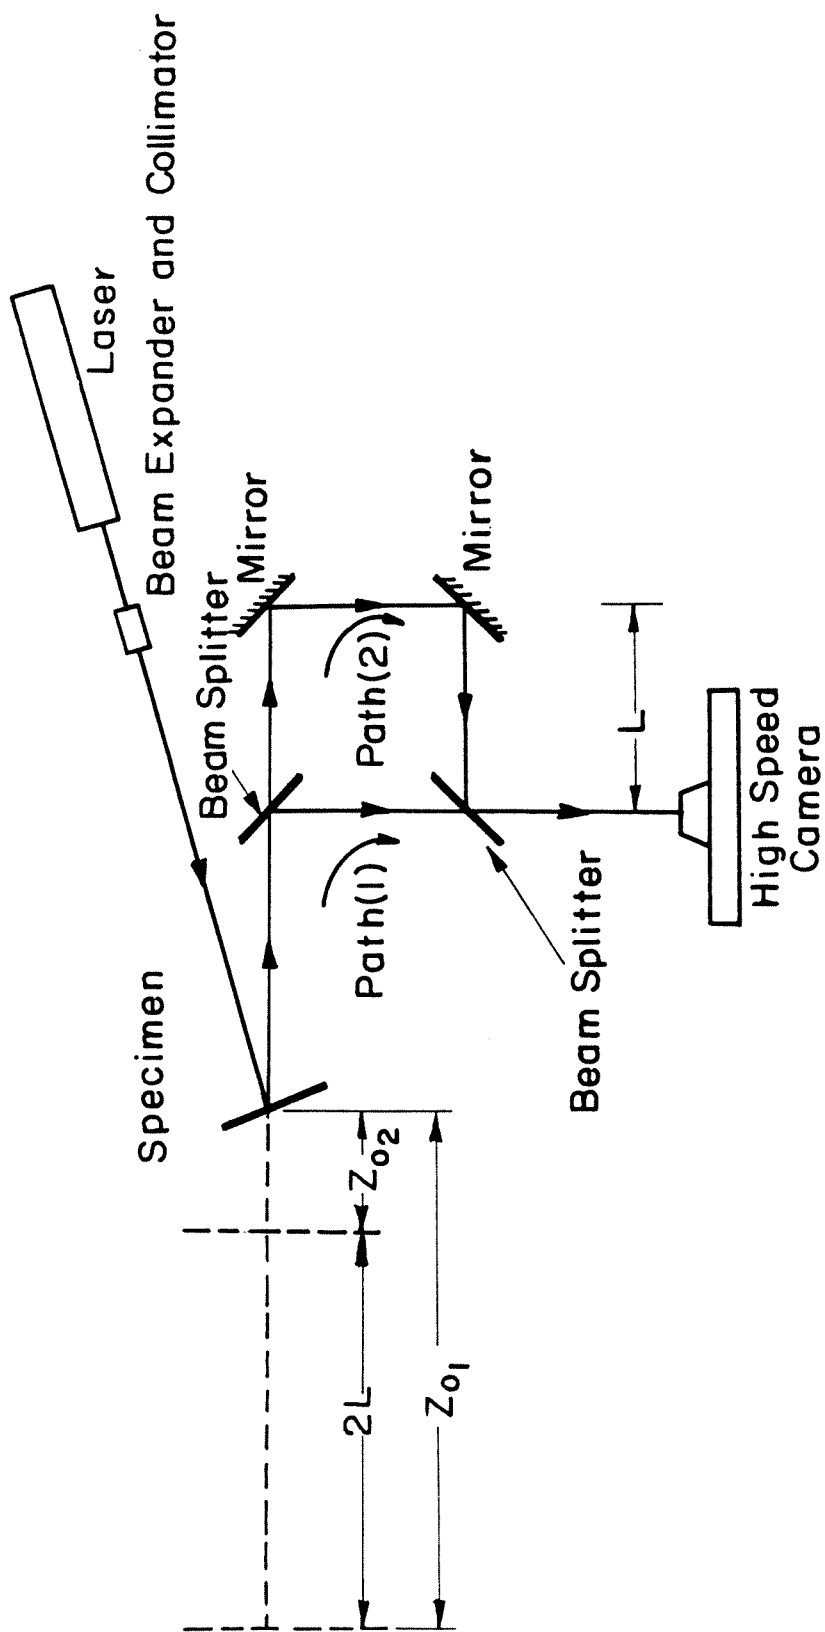 Laser
Beam Expander and Collimator
Specimen
Beam Splitter
Mirror
Path(1)
Path(2)
Mirror
Beam Splitter
L
High Speed
Camera
Zo2
2L
Zo1